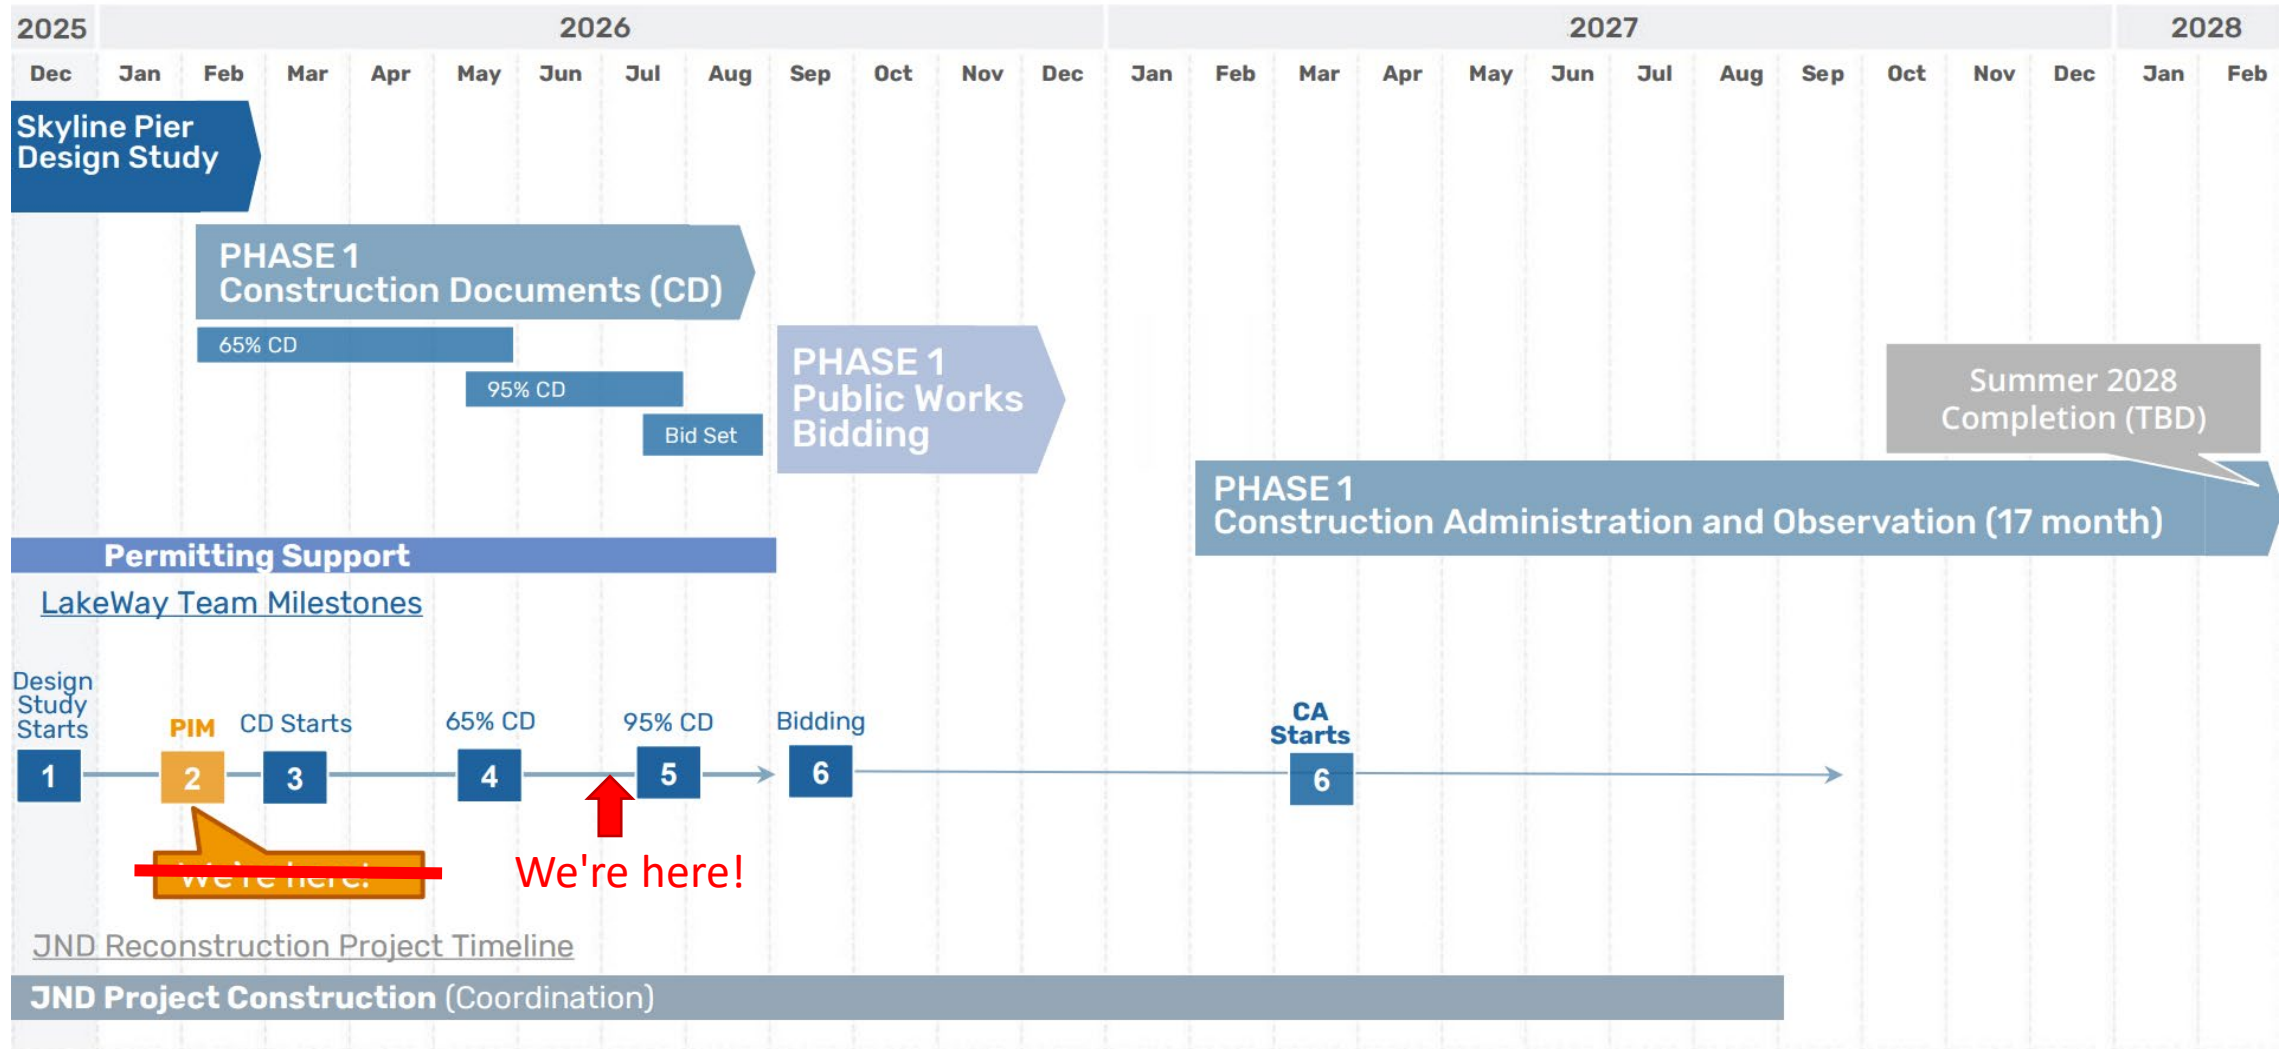 2025 2026 2027 2028
Dec Jan Feb Mar Apr May Jun Jul Aug Sep Oct Nov Dec Jan Feb Mar Apr May Jun Jul Aug Sep Oct Nov Dec Jan Feb
Skyline Pier
Design Study
PHASE 1
Construction Documents (CD)
65% CD
95% CD
Bid Set
PHASE 1
Public Works
Bidding
Summer 2028
Completion (TBD)
PHASE 1
Construction Administration and Observation (17 month)
Permitting Support
LakeWay Team Milestones
Design
Study
Starts
PIM
CD Starts
65% CD
95% CD
Bidding
CA
Starts
1 2 3 4 5 6 6
We're here!
We're here!
JND Reconstruction Project Timeline
JND Project Construction (Coordination)